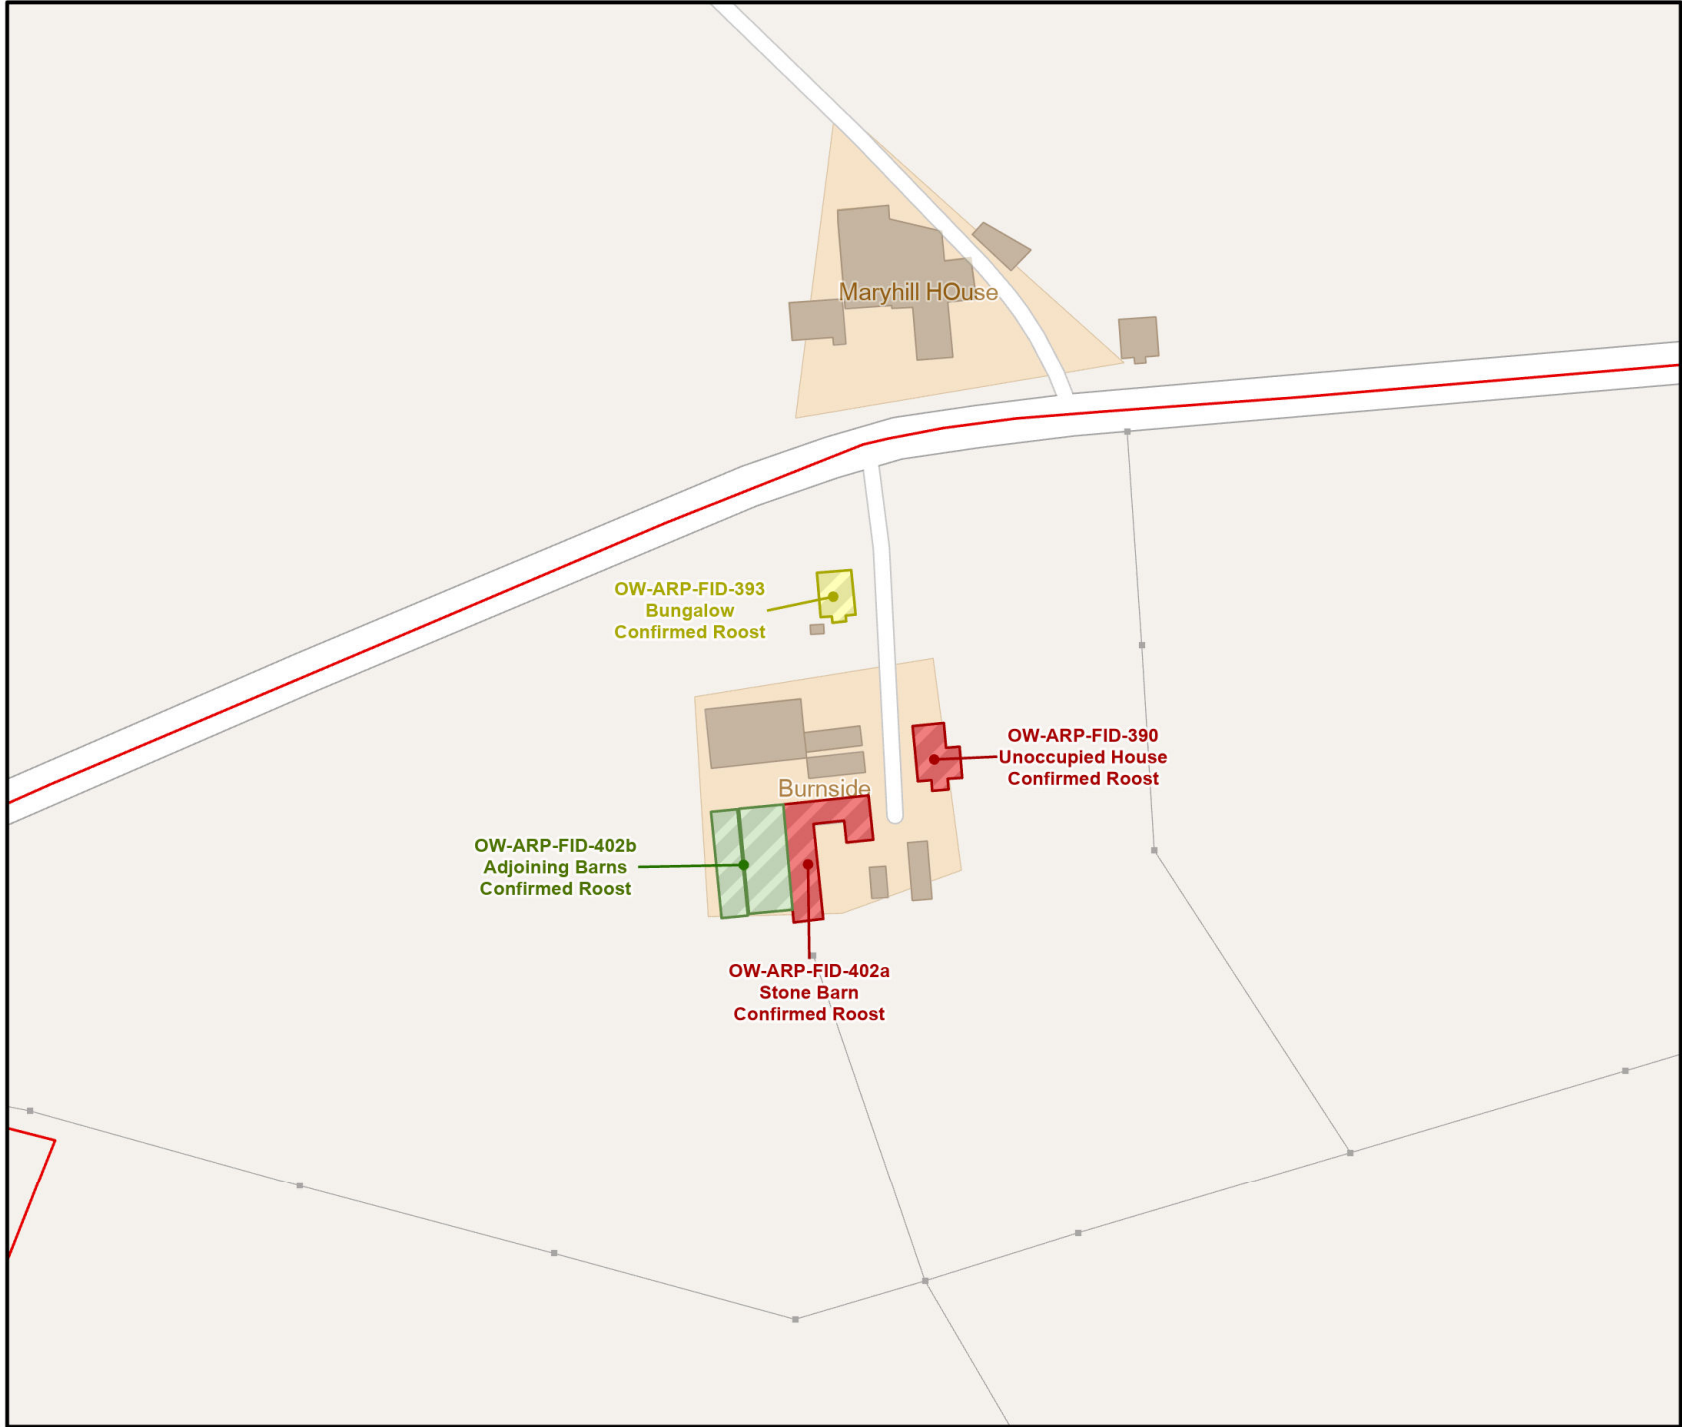 Maryhill HOuse
OW-ARP-FID-393
Bungalow
Confirmed Roost
OW-ARP-FID-390
Unoccupied House
Confirmed Roost
Burnside
OW-ARP-FID-402b
Adjoining Barns
Confirmed Roost
OW-ARP-FID-402a
Stone Barn
Confirmed Roost